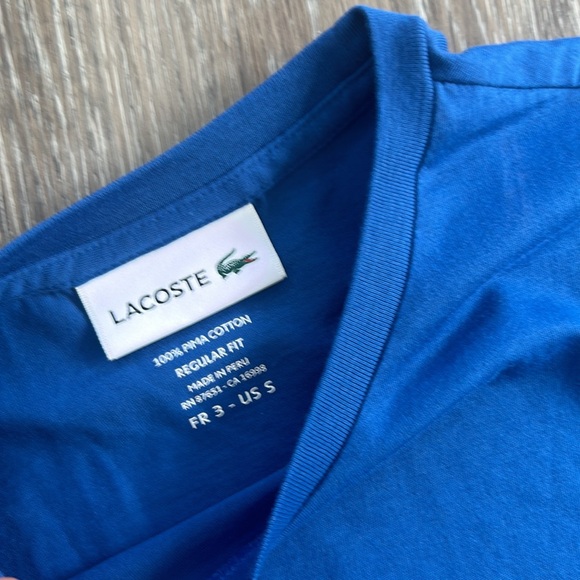 LACOSTE
100% PIMA COTTON
REGULAR FIT
MADE IN PERU
RN 87651 - CA 16998
FR 3 - US S